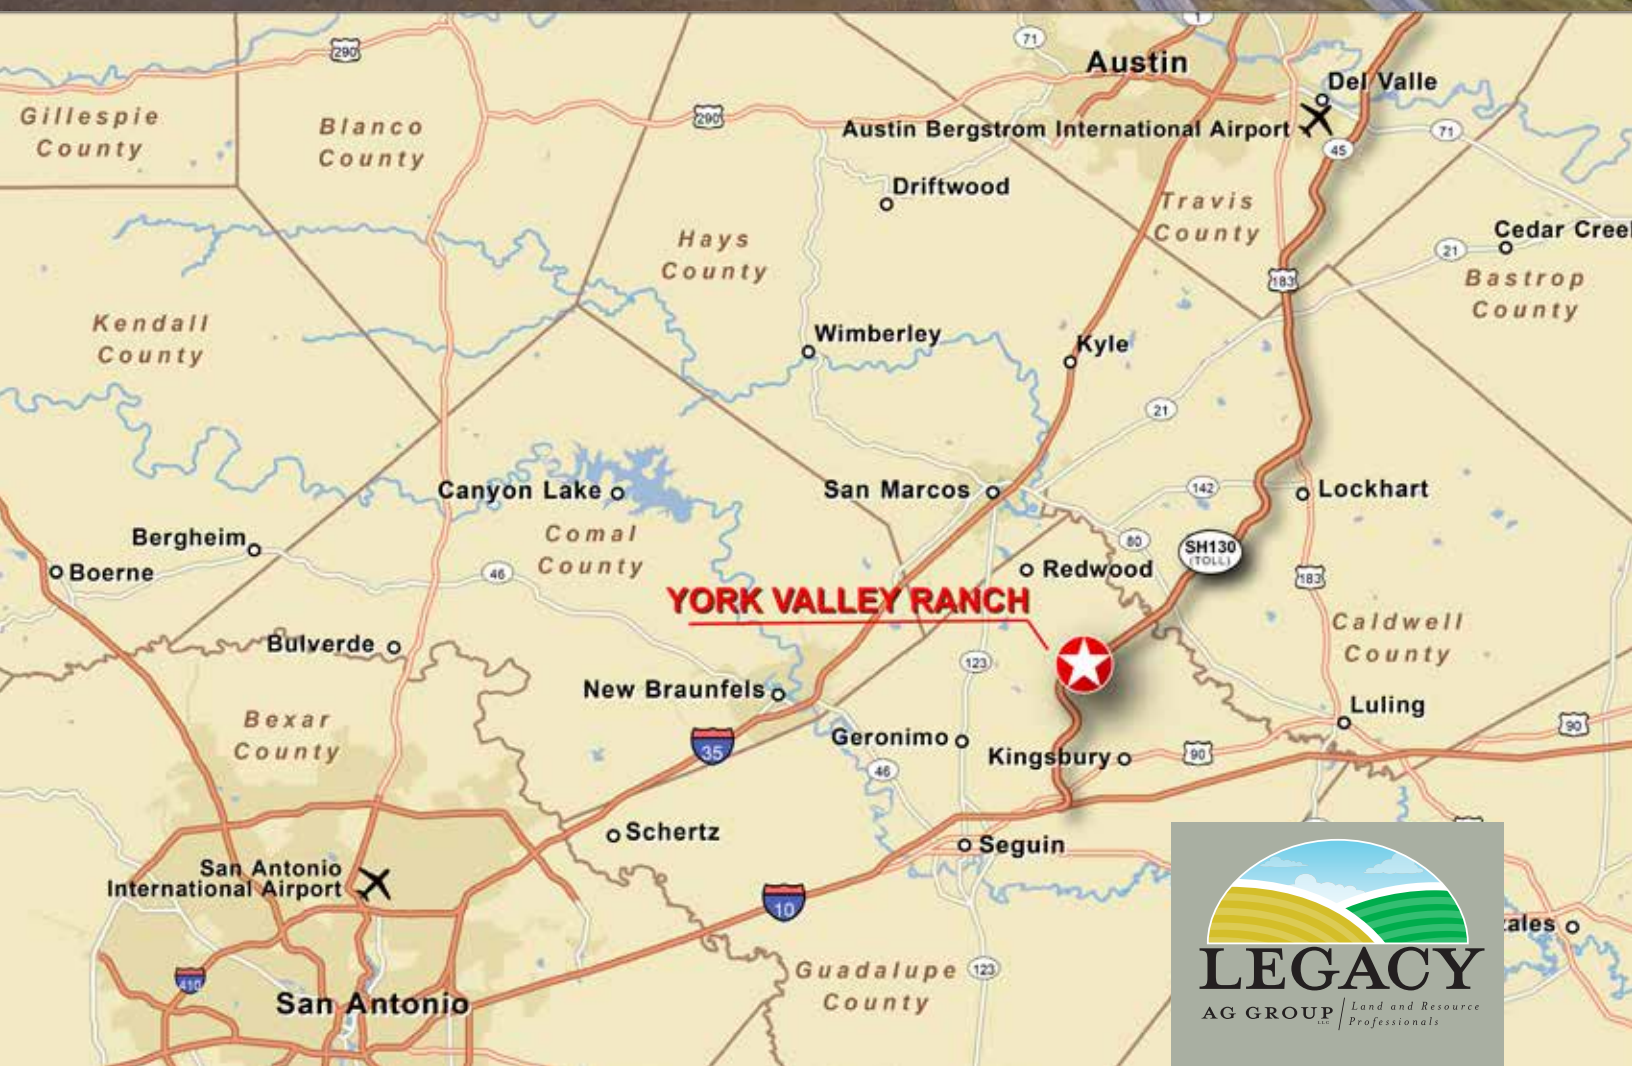 1
71
290
Austin
Del Valle
Gillespie
County
Blanco
County
290
Austin Bergstrom International Airport
71
45
Driftwood
Travis
County
Hays
County
21
Cedar Creek
Bastrop
County
183
Kendall
County
Wimberley
Kyle
21
Canyon Lake
San Marcos
142
Lockhart
Bergheim
Comal
County
80
SH130
(TOLL)
Boerne
46
Redwood
183
YORK VALLEY RANCH
Caldwell
County
Bulverde
123
New Braunfels
Luling
Bexar
County
35
Geronimo
Kingsbury
90
90
46
Schertz
Seguin
San Antonio
International Airport
10
ales
410
Guadalupe
County
123
San Antonio
LEGACY
AG GROUP LLC
Land and Resource
Professionals